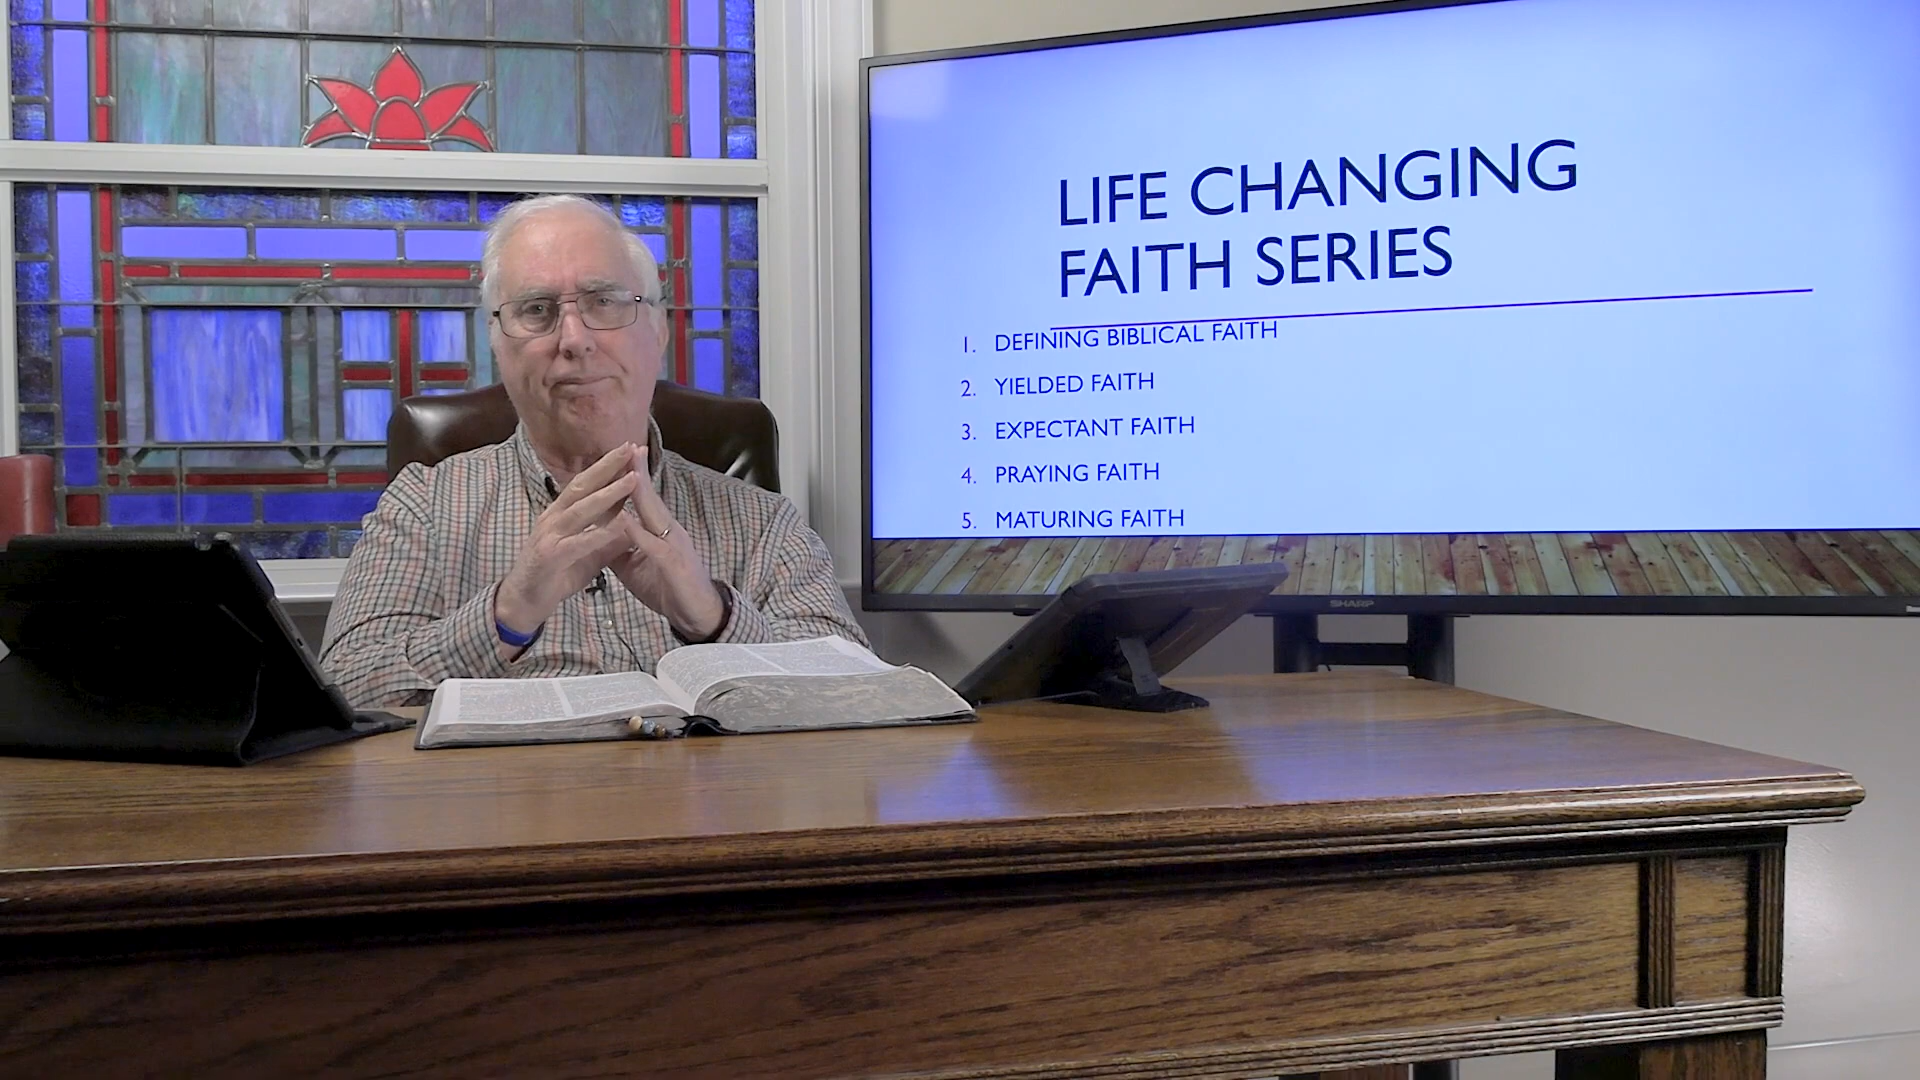 LIFE CHANGING
FAITH SERIES
1. DEFINING BIBLICAL FAITH
2. YIELDED FAITH
3. EXPECTANT FAITH
4. PRAYING FAITH
5. MATURING FAITH
SHARP